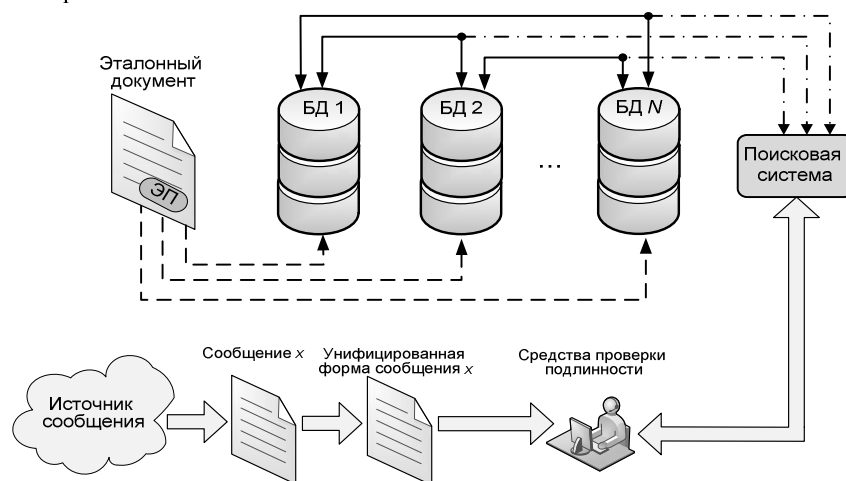 Эталонный
документ
ЭП
БД 1
БД 2
БД N
...
Поисковая
система
Сообщение x
Унифицированная
форма сообщения x
Средства проверки
подлинности
Источник
сообщения